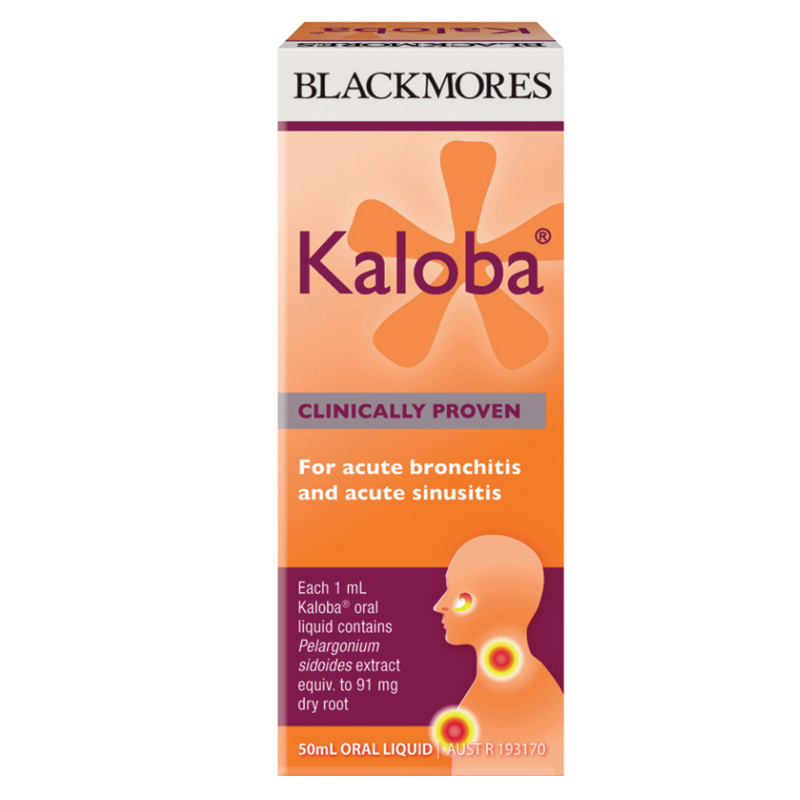 Kaloba®
BLACKMORES
BLACKMORES
Kaloba®
CLINICALLY PROVEN
For acute bronchitis
and acute sinusitis
Each 1 mL
Kaloba® oral
liquid contains
Pelargonium
sidoides extract
equiv. to 91 mg
dry root
50mL ORAL LIQUID | AUST R 193170